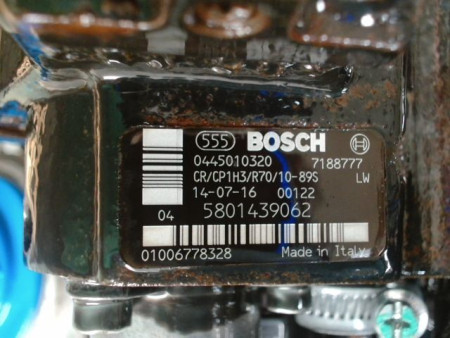 555 BOSCH
0445010320 7188777
CR/CP1H3/R70/10-89S LW
14-07-16 00122
04 5801439062
01006778328 Made in Italy